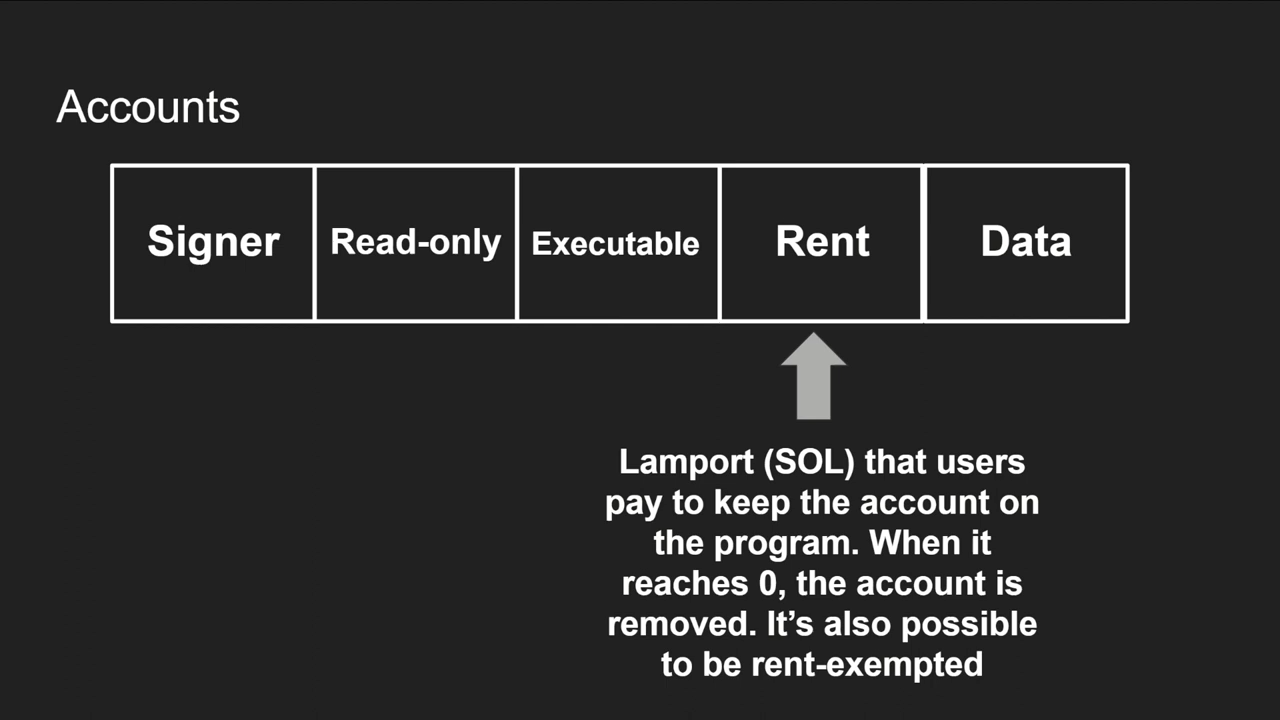 Accounts
Signer
Read-only
Executable
Rent
Data
Lamport (SOL) that users
pay to keep the account on
the program. When it
reaches 0, the account is
removed. It’s also possible
to be rent-exempted